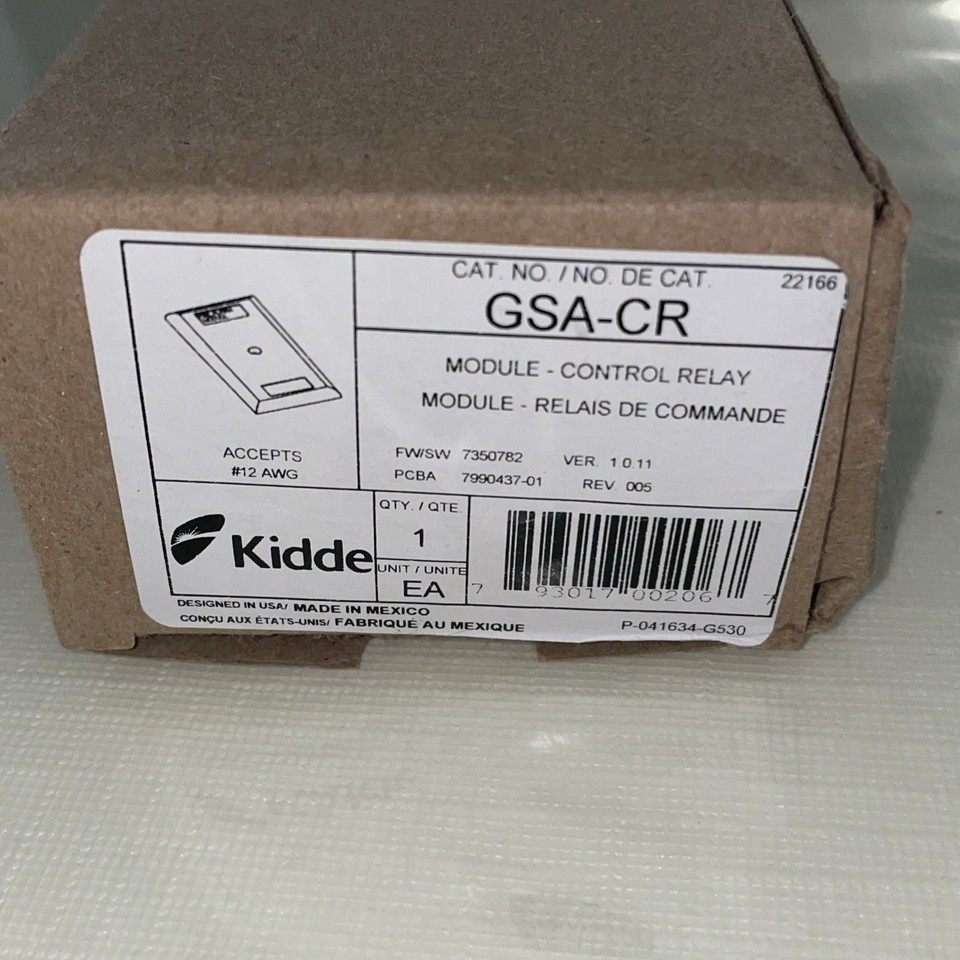 CAT. NO. / NO. DE CAT. 22166
GSA-CR
MODULE - CONTROL RELAY
MODULE - RELAIS DE COMMANDE
FW/SW 7350782 VER. 1.0.11
PCBA 7990437-01 REV. 005
ACCEPTS
#12 AWG
Kidde
QTY. / QTE.
1
UNIT / UNITE
EA
7 93017 00206 7
DESIGNED IN USA/ MADE IN MEXICO
CONÇU AUX ÉTATS-UNIS/ FABRIQUÉ AU MEXIQUE
P-041634-G530